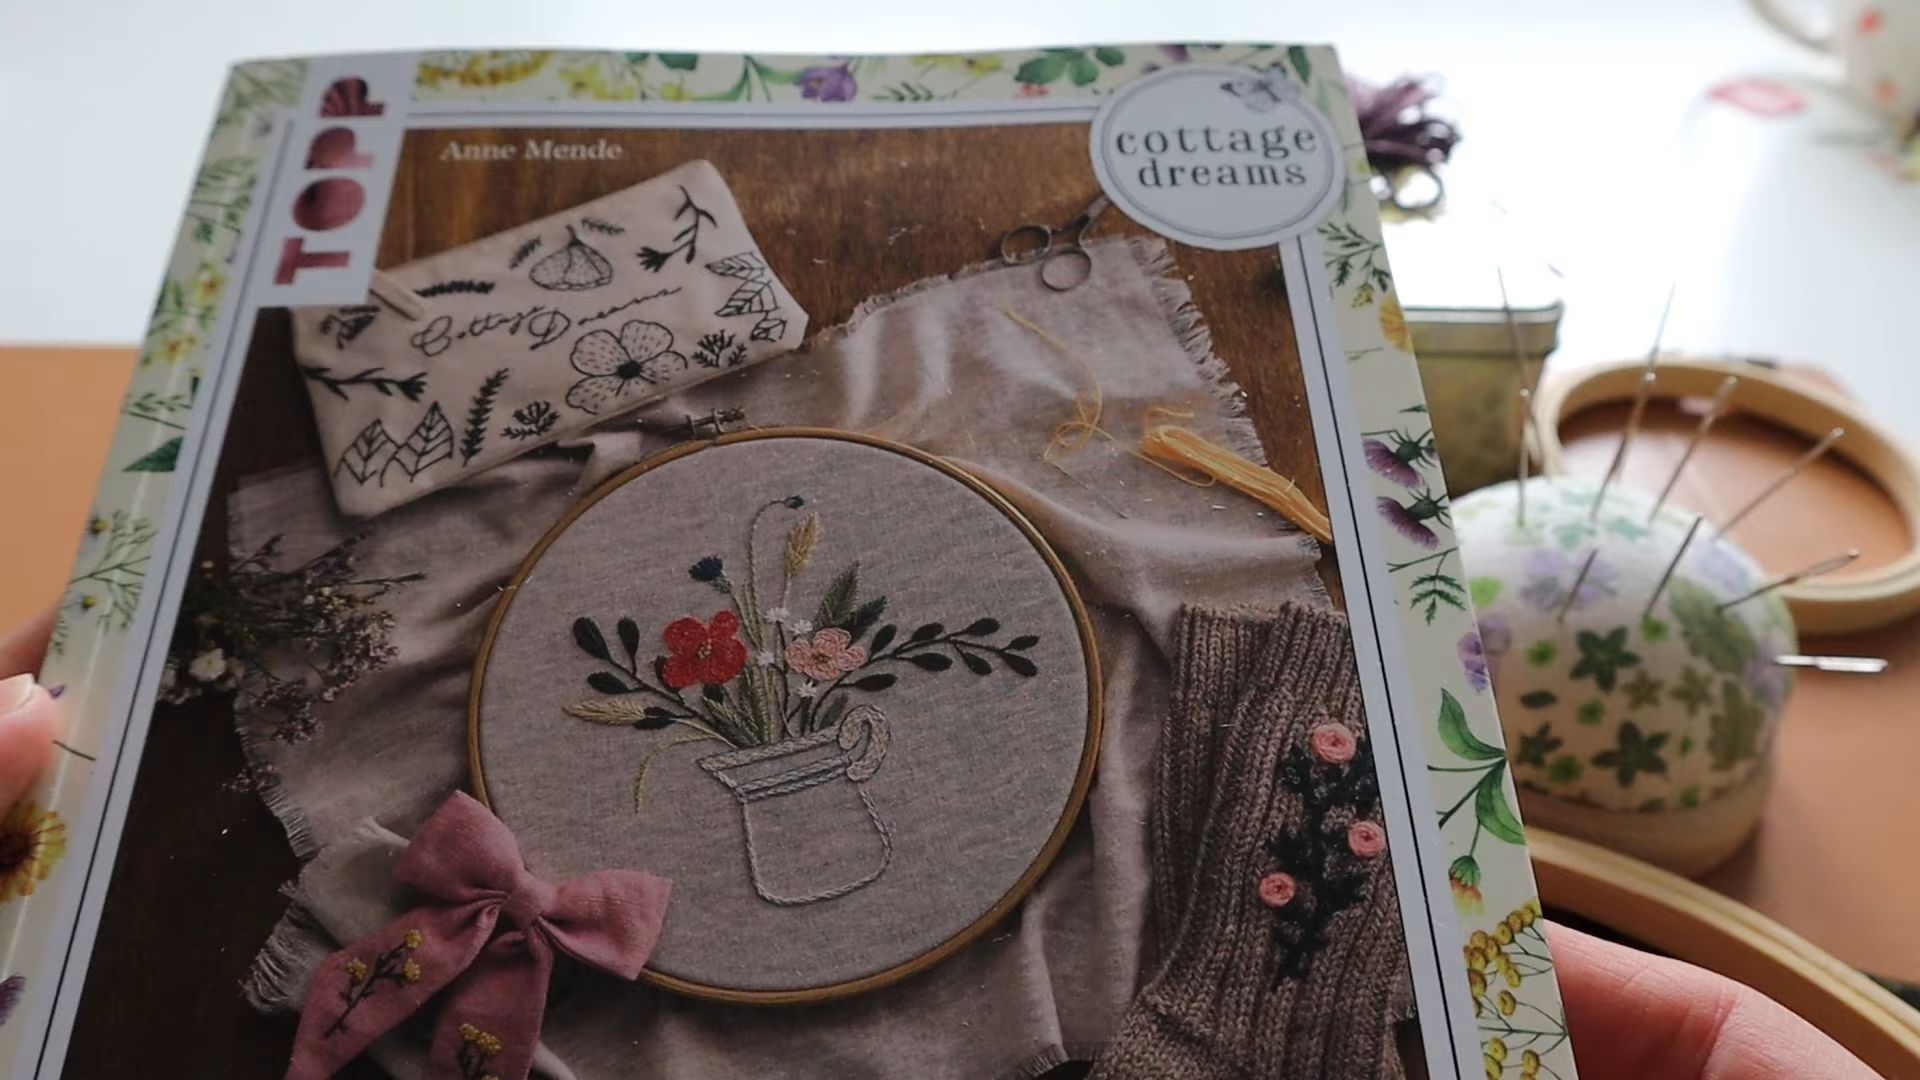 TOPP
Anne Mende
cottage
dreams
Cottage Dreams